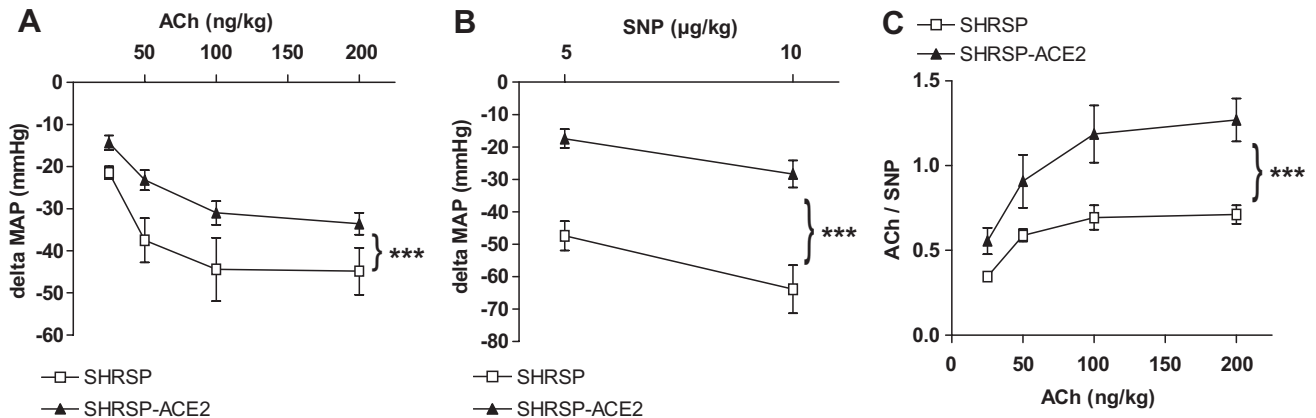 A
ACh (ng/kg)
50 100 150 200
0
-10
-20
-30
-40
-50
-60
delta MAP (mmHg)
***
SHRSP
SHRSP-ACE2
B
SNP (µg/kg)
5 10
0
-10
-20
-30
-40
-50
-60
-70
-80
delta MAP (mmHg)
***
SHRSP
SHRSP-ACE2
C
SHRSP
SHRSP-ACE2
1.5
1.0
0.5
0.0
ACh / SNP
***
0 50 100 150 200
ACh (ng/kg)